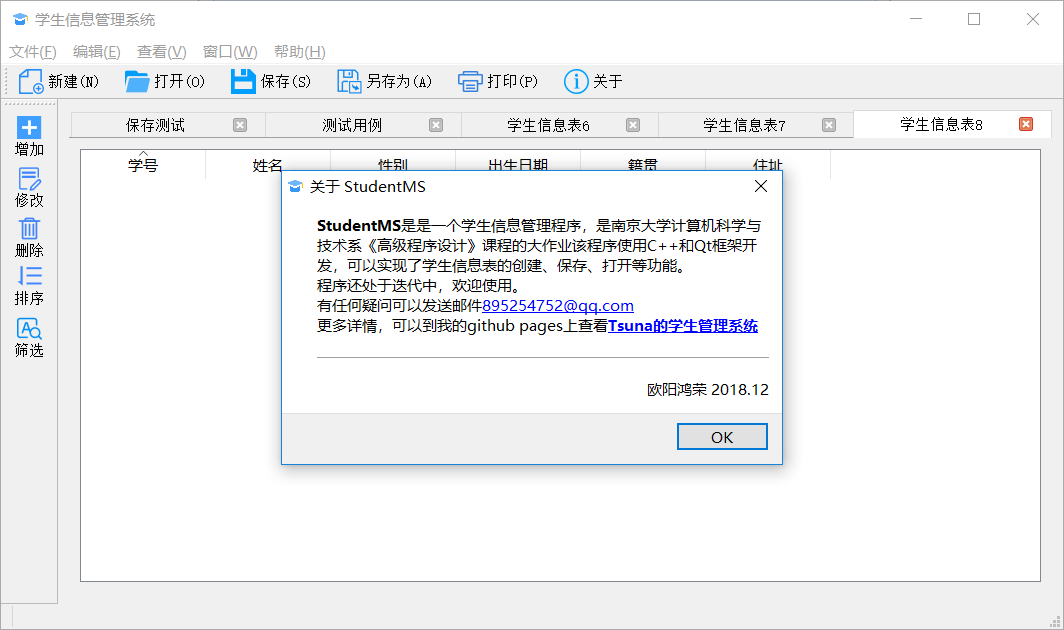 学生信息管理系统
文件(F) 编辑(E) 查看(V) 窗口(W) 帮助(H)
新建(N) 打开(O) 保存(S) 另存为(A) 打印(P) 关于
增加
修改
删除
排序
筛选
保存测试 测试用例 学生信息表6 学生信息表7 学生信息表8
学号 姓名 性别 出生日期 籍贯 住址
关于 StudentMS
StudentMS是是一个学生信息管理程序，是南京大学计算机科学与
技术系《高级程序设计》课程的大作业该程序使用C++和Qt框架开
发，可以实现了学生信息表的创建、保存、打开等功能。
程序还处于迭代中，欢迎使用。
有任何疑问可以发送邮件895254752@qq.com
更多详情，可以到我的github pages上查看Tsuna的学生管理系统
欧阳鸿荣 2018.12
OK